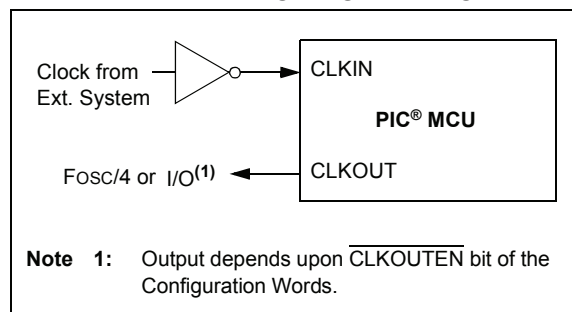 Clock from
Ext. System
CLKIN
PIC® MCU
FOSC/4 or I/O(1)
CLKOUT
Note 1: Output depends upon CLKOUTEN bit of the
Configuration Words.